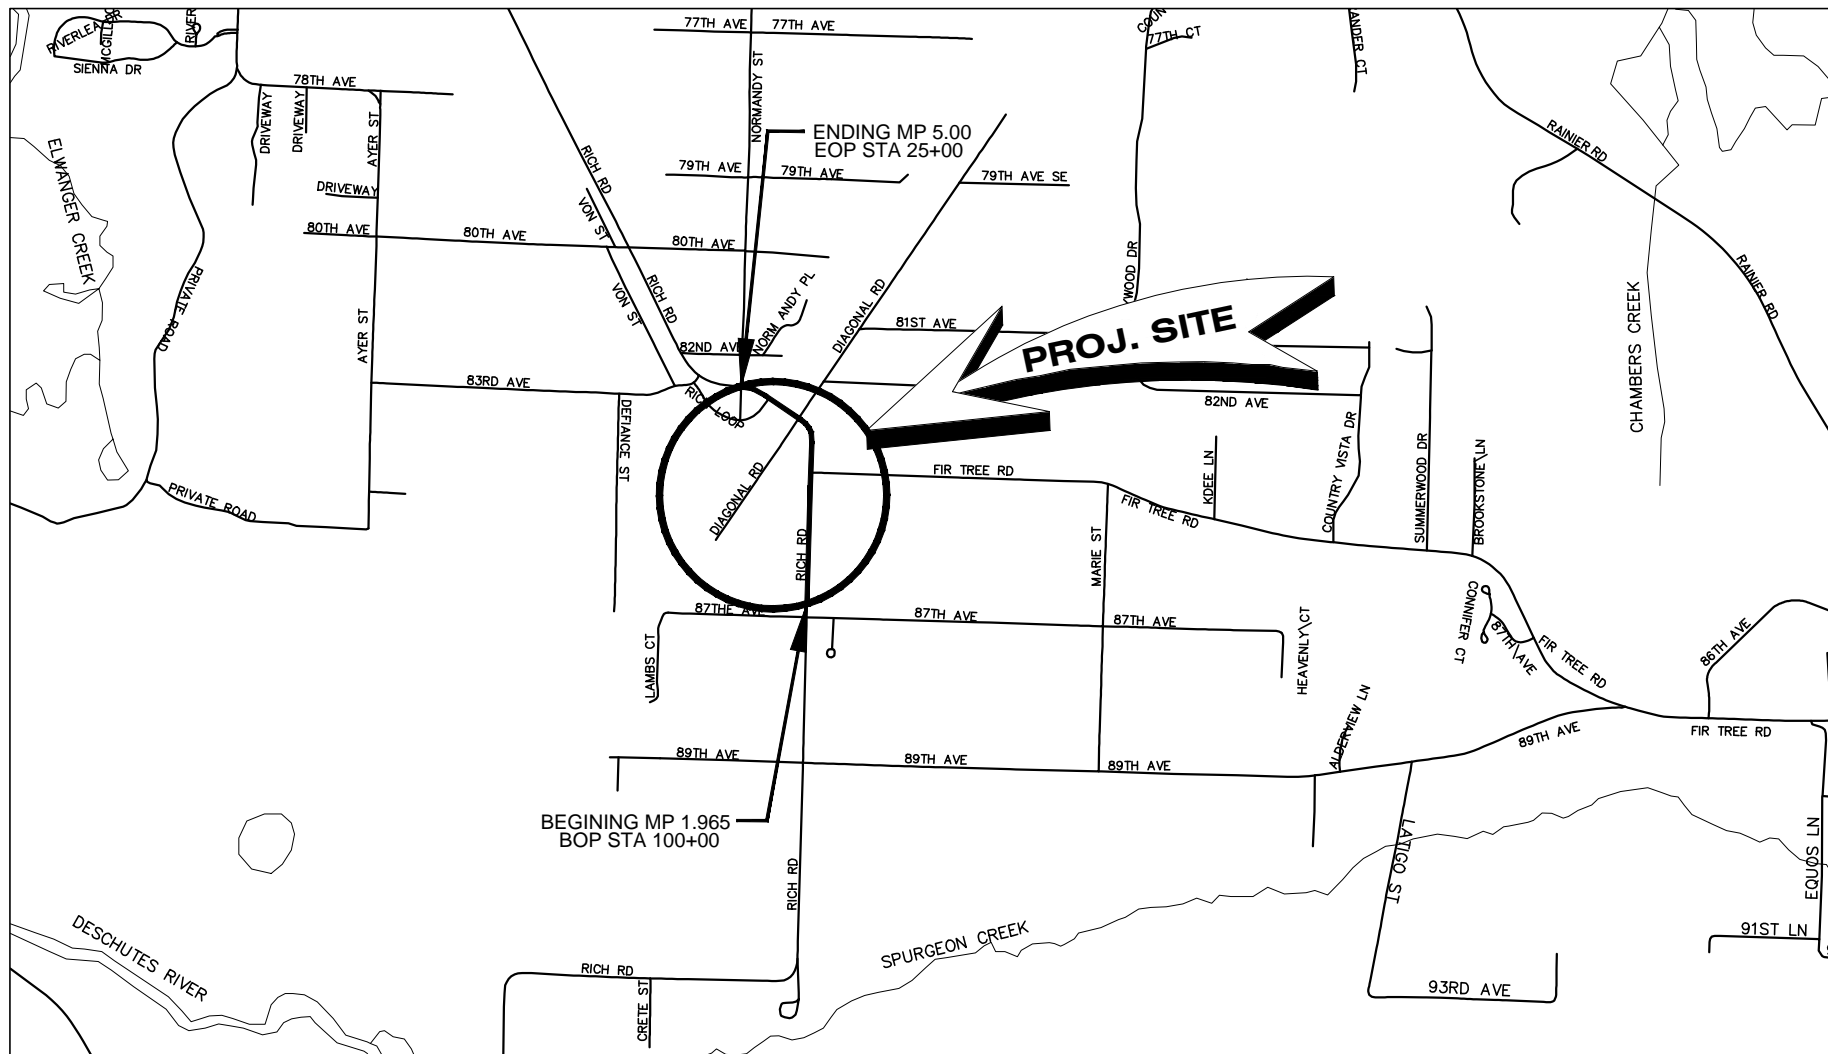 77TH AVE
77TH AVE
77TH CT
ANDER CT
RIVERLEA DR
MCGILL
RIVER
SIENNA DR
78TH AVE
NORMANDY ST
DRIVEWAY
DRIVEWAY
AYER ST
ENDING MP 5.00
EOP STA 25+00
RAINIER RD
ELWANGER CREEK
RICH RD
79TH AVE
79TH AVE
79TH AVE SE
DRIVEWAY
VON ST
80TH AVE
80TH AVE
80TH AVE
YWOOD DR
RAINIER RD
PRIVATE ROAD
RICH RD
VON ST
NORM ANDY PL
DIAGONAL RD
81ST AVE
PROJ. SITE
CHAMBERS CREEK
AYER ST
82ND AVE
83RD AVE
RICH LOOP
82ND AVE
DEFIANCE ST
COUNTRY VISTA DR
SUMMERWOOD DR
BROOKSTONE LN
KDEE LN
FIR TREE RD
DIAGONAL RD
PRIVATE ROAD
FIR TREE RD
RICH RD
MARIE ST
CONNIFER CT
87THE AVE
87TH AVE
87TH AVE
HEAVENLY CT
87TH AVE
FIR TREE RD
86TH AVE
LAMBS CT
ALDERVIEW LN
89TH AVE
89TH AVE
89TH AVE
89TH AVE
FIR TREE RD
BEGINING MP 1.965
BOP STA 100+00
LATIGO ST
EQUOS LN
RICH RD
DESCHUTES RIVER
SPURGEON CREEK
91ST LN
RICH RD
CRETE ST
93RD AVE